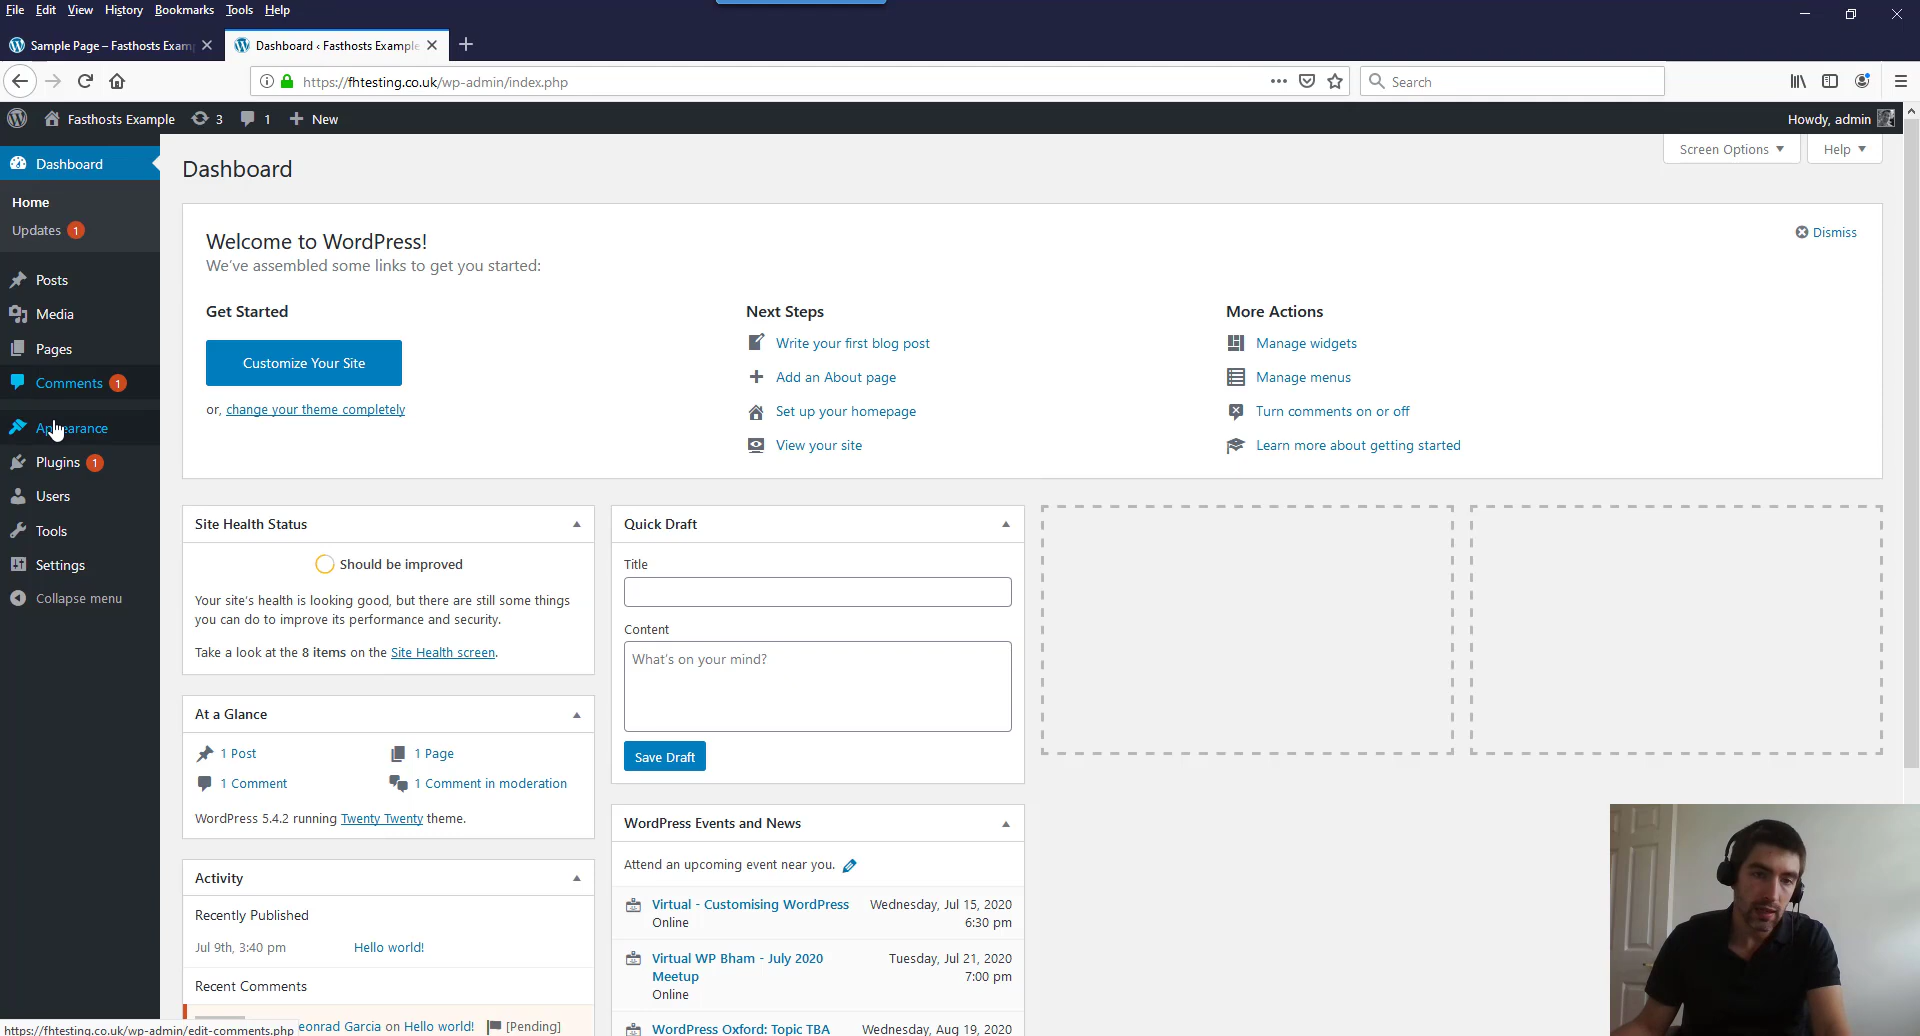 File Edit View History Bookmarks Tools Help
Sample Page – Fasthosts Exam
Dashboard ‹ Fasthosts Example
https://fhtesting.co.uk/wp-admin/index.php
Search
Fasthosts Example 3 1 New
Howdy, admin
Dashboard
Home
Updates 1
Posts
Media
Pages
Comments 1
Appearance
Plugins 1
Users
Tools
Settings
Collapse menu
Dashboard
Screen Options
Help
Welcome to WordPress!
We've assembled some links to get you started:
Dismiss
Get Started
Customize Your Site
or, change your theme completely
Next Steps
Write your first blog post
Add an About page
Set up your homepage
View your site
More Actions
Manage widgets
Manage menus
Turn comments on or off
Learn more about getting started
Site Health Status
Should be improved
Your site's health is looking good, but there are still some things
you can do to improve its performance and security.
Take a look at the 8 items on the Site Health screen.
At a Glance
1 Post
1 Page
1 Comment
1 Comment in moderation
WordPress 5.4.2 running Twenty Twenty theme.
Activity
Recently Published
Jul 9th, 3:40 pm Hello world!
Recent Comments
eonrad Garcia on Hello world! [Pending]
Quick Draft
Title
Content
What's on your mind?
Save Draft
WordPress Events and News
Attend an upcoming event near you.
Virtual - Customising WordPress Wednesday, Jul 15, 2020
Online 6:30 pm
Virtual WP Bham - July 2020 Tuesday, Jul 21, 2020
Meetup 7:00 pm
Online
WordPress Oxford: Topic TBA Wednesday, Aug 19, 2020
https://fhtesting.co.uk/wp-admin/edit-comments.php